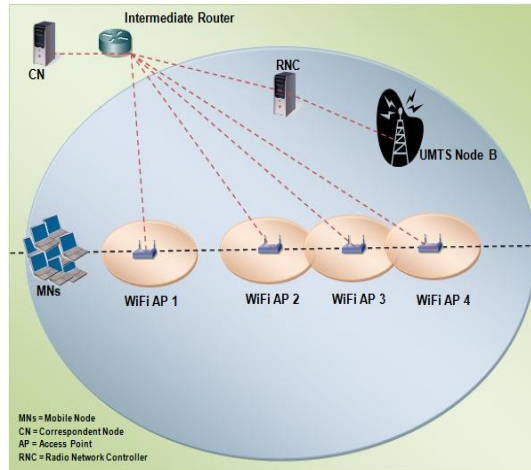 Intermediate Router
CN
RNC
UMTS Node B
MNs
WiFi AP 1
WiFi AP 2
WiFi AP 3
WiFi AP 4
MNs = Mobile Node
CN = Correspondent Node
AP = Access Point
RNC = Radio Network Controller